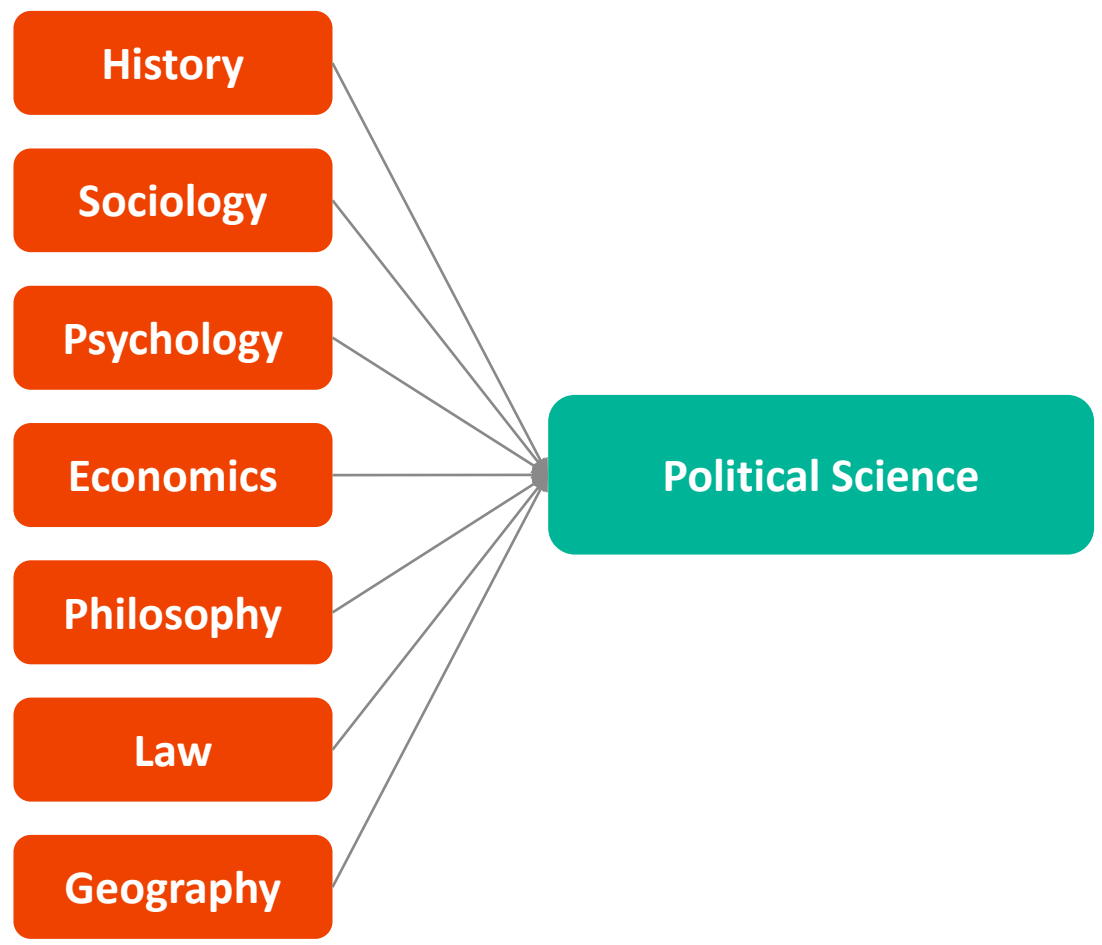 History
Sociology
Psychology
Economics
Political Science
Philosophy
Law
Geography